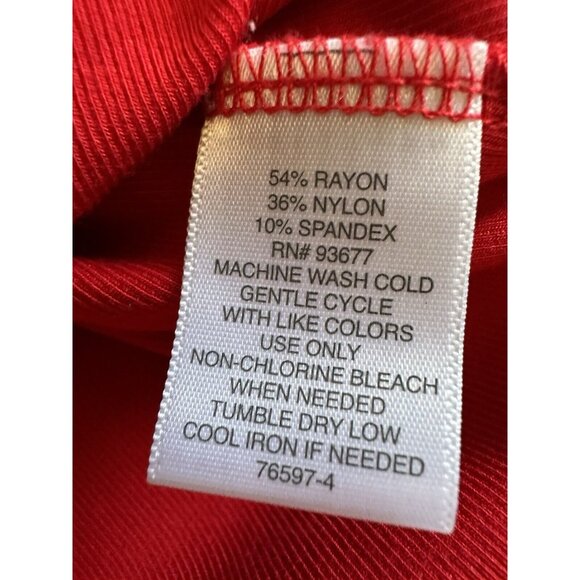 54% RAYON
36% NYLON
10% SPANDEX
RN# 93677
MACHINE WASH COLD
GENTLE CYCLE
WITH LIKE COLORS
USE ONLY
NON-CHLORINE BLEACH
WHEN NEEDED
TUMBLE DRY LOW
COOL IRON IF NEEDED
76597-4